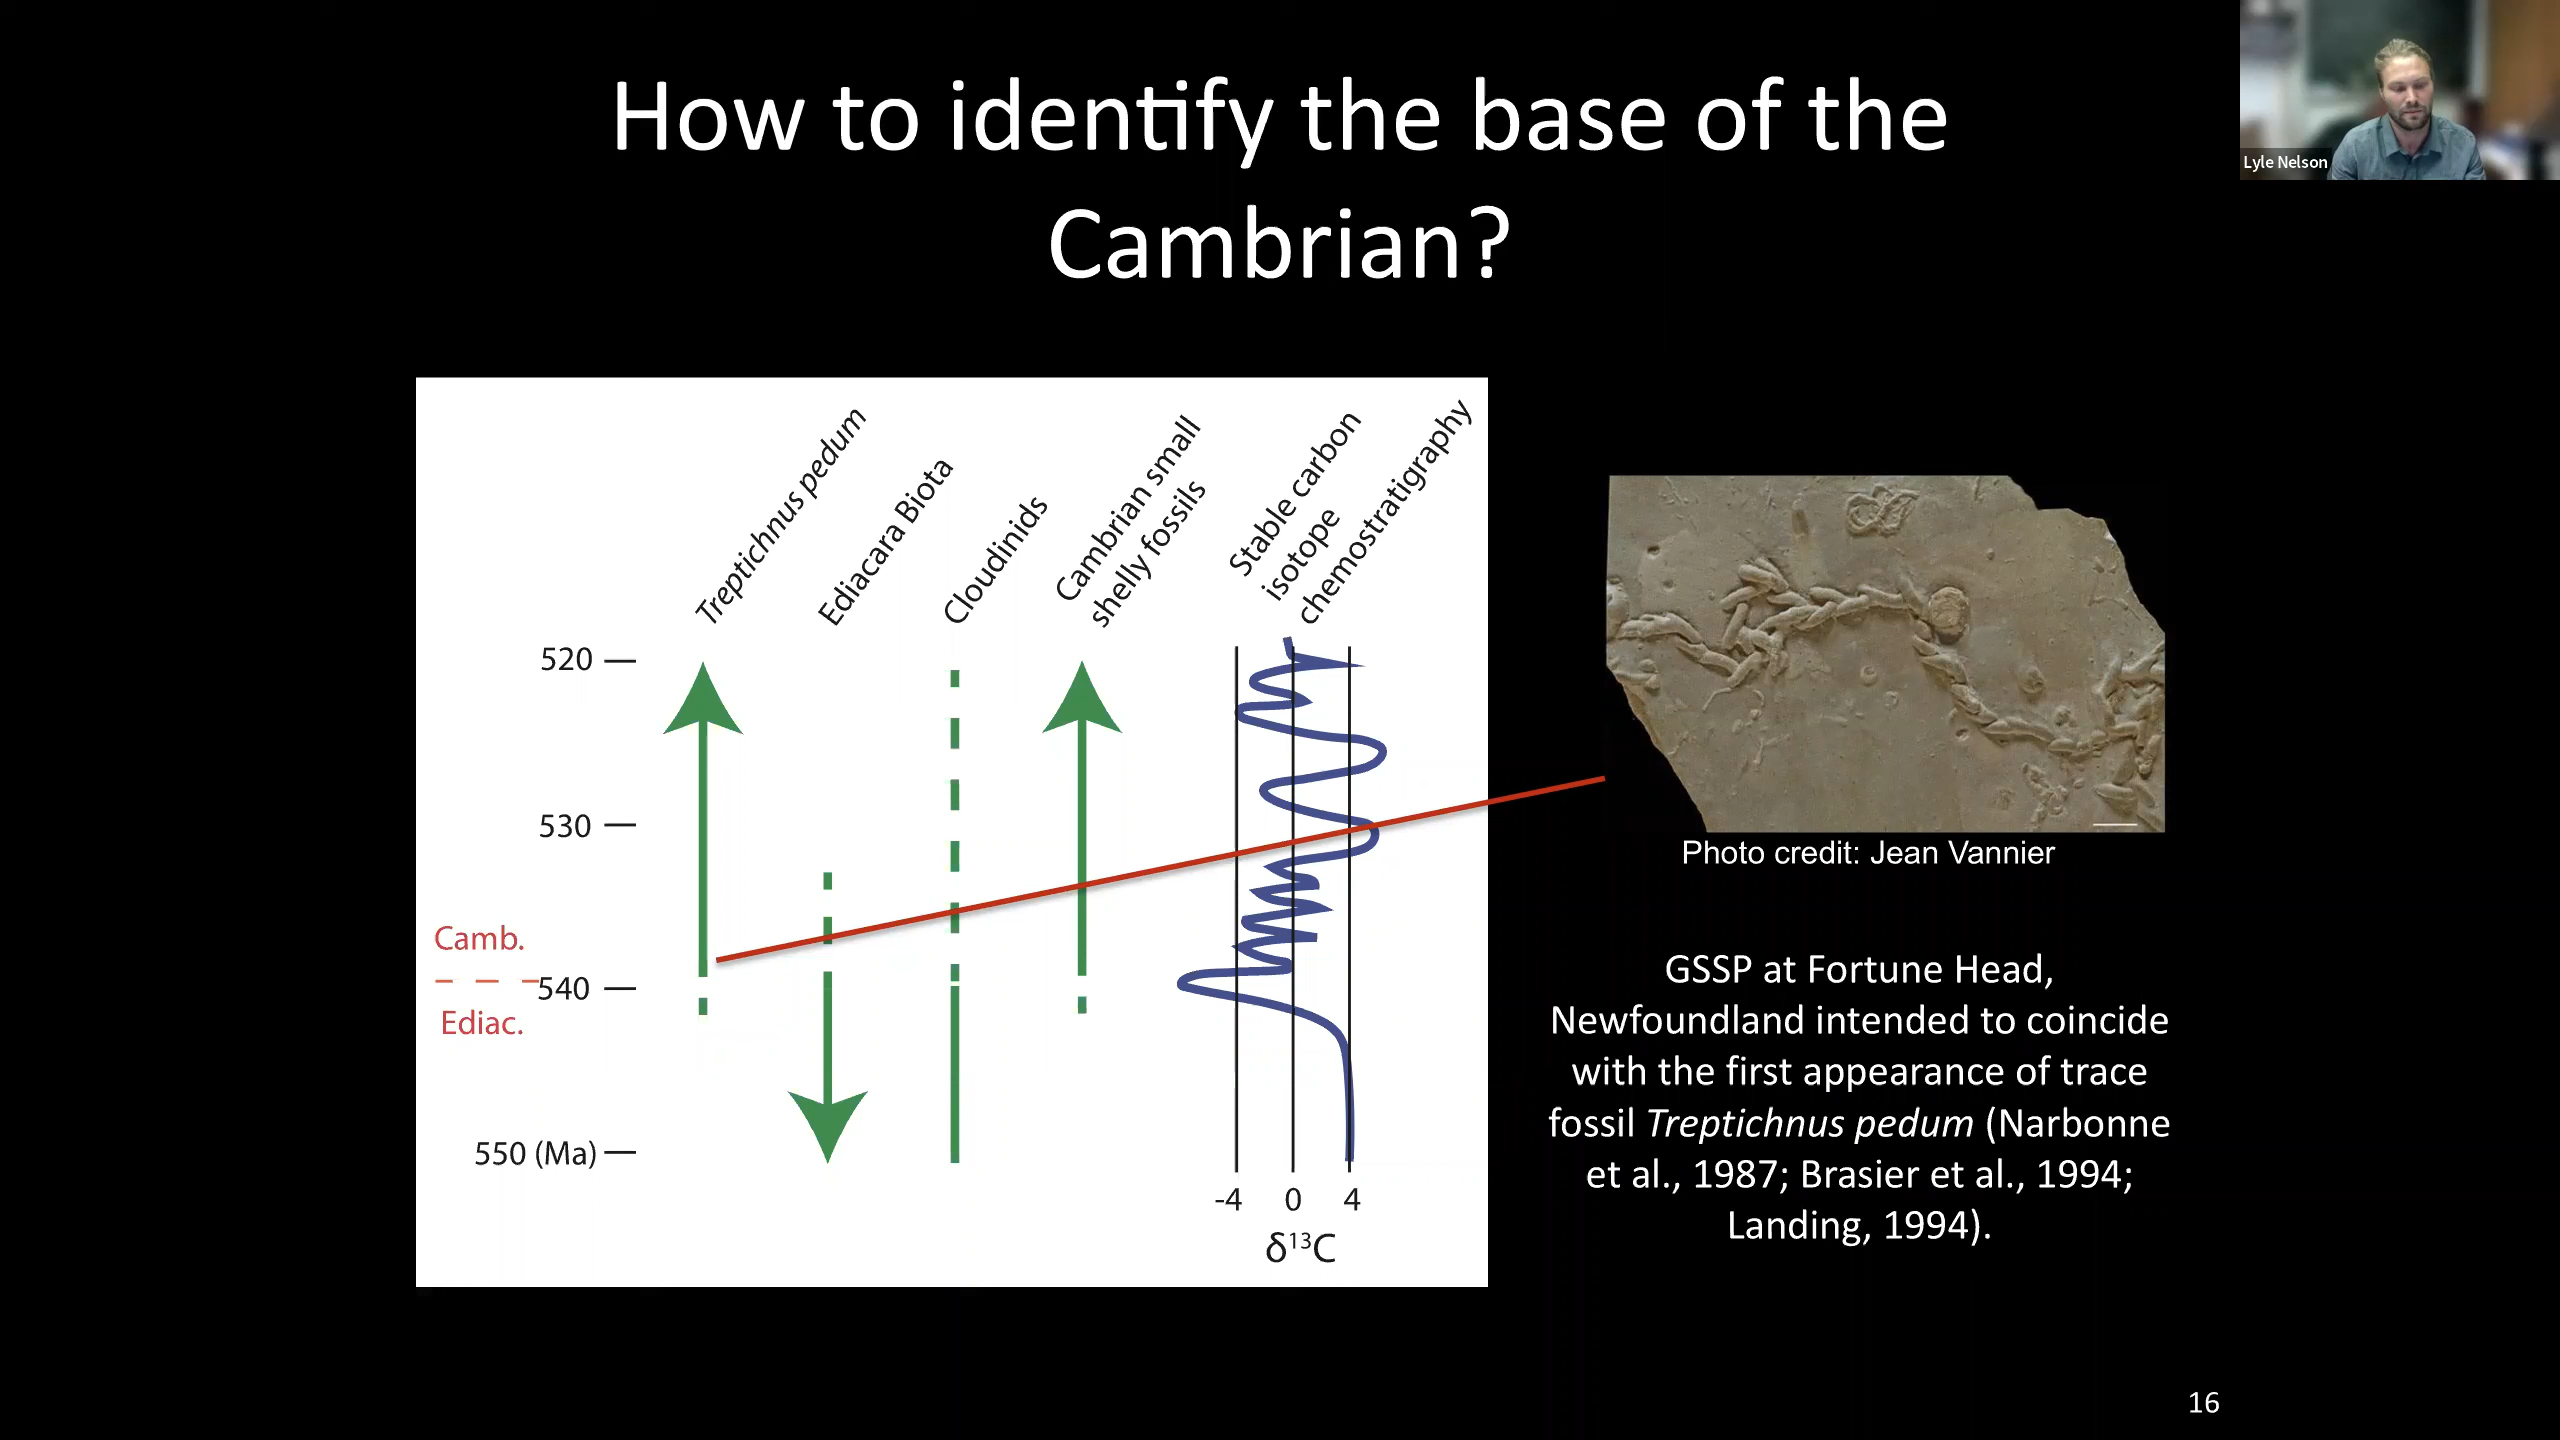 How to identify the base of the
Cambrian?
Lyle Nelson
Treptichnus pedum
Ediacara Biota
Cloudinids
Cambrian small
shelly fossils
Stable carbon
isotope
chemostratigraphy
520
530
Camb.
540
Ediac.
550 (Ma)
-4 0 4
δ¹³C
Photo credit: Jean Vannier
GSSP at Fortune Head,
Newfoundland intended to coincide
with the first appearance of trace
fossil Treptichnus pedum (Narbonne
et al., 1987; Brasier et al., 1994;
Landing, 1994).
16